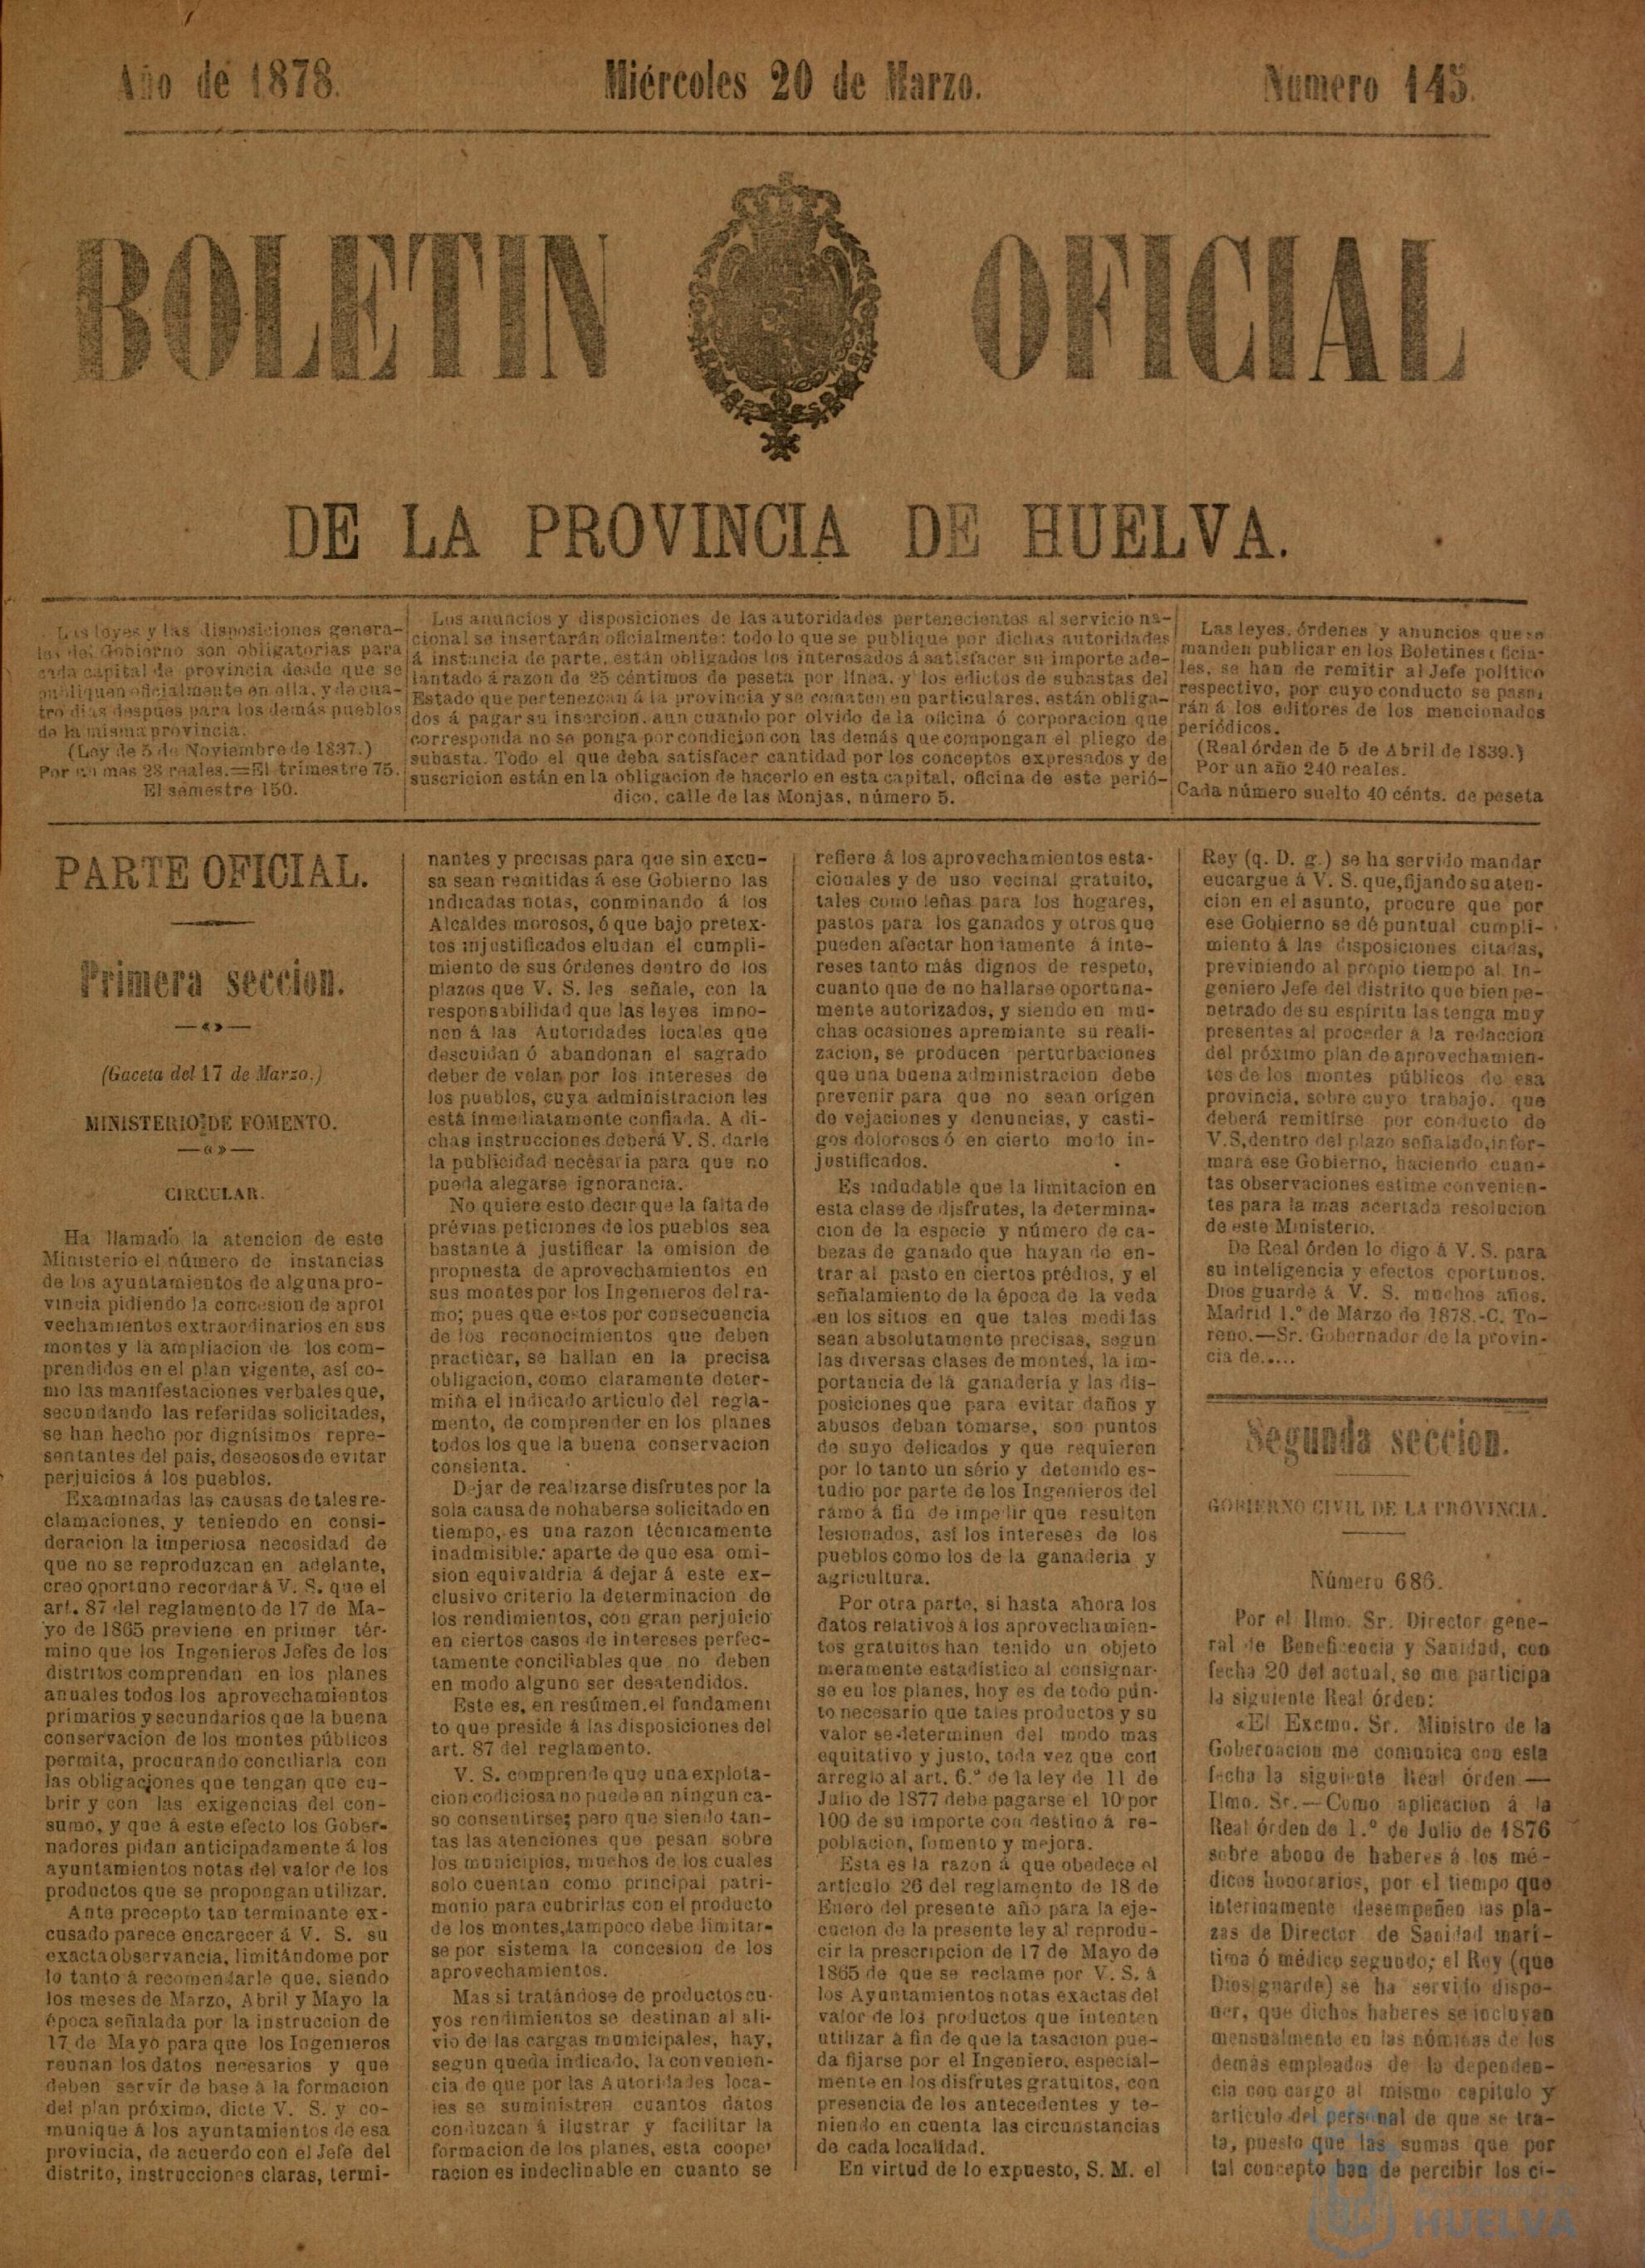 Año de 1878.
Miércoles 20 de Marzo.
Numero 145.
BOLETIN OFICIAL
DE LA PROVINCIA DE HUELVA.
Las leyes y las disposiciones genera-
les del Gobierno son obligatorias para
cada capital de provincia desde que se
publiquen oficialmente en ella, y de cua-
tro dias despues para los demás pueblos
de la misma provincia.
(Ley de 5 de Noviembre de 1837.)
Por un mes 28 reales.=El trimestre 75.
El semestre 150.
Los anuncios y disposiciones de las autoridades pertenecientes al servicio na-
cional se insertarán oficialmente: todo lo que se publique por dichas autoridades
á instancia de parte, están obligados los interesados á satisfacer su importe ade-
lantado á razon de 25 céntimos de peseta por línea, y los edictos de subastas del
Estado que pertenezcan á la provincia y se rematen en particulares, están obliga-
dos á pagar su insercion, aun cuando por olvido de la oficina ó corporacion que
corresponda no se ponga por condicion con las demás que compongan el pliego de
subasta. Todo el que deba satisfacer cantidad por los conceptos expresados y de
suscricion están en la obligacion de hacerlo en esta capital, oficina de este perió-
dico, calle de las Monjas, número 5.
Las leyes, órdenes y anuncios que se
manden publicar en los Boletines oficia-
les, se han de remitir al Jefe político
respectivo, por cuyo conducto se pasa-
rán á los editores de los mencionados
periódicos.
(Real órden de 5 de Abril de 1839.)
Por un año 240 reales.
Cada número suelto 40 cénts. de peseta
PARTE OFICIAL.
Primera seccion.
(Gaceta del 17 de Marzo.)
MINISTERIO DE FOMENTO.
CIRCULAR.
Ha llamado la atencion de este
Ministerio el número de instancias
de los ayuntamientos de alguna pro-
vincia pidiendo la concesion de aprol
vechamientos extraordinarios en sus
montes y la ampliacion de los com-
prendidos en el plan vigente, así co-
mo las manifestaciones verbales que,
secundando las referidas solicitades,
se han hecho por dignísimos repre-
sentantes del pais, deseosos de evitar
perjuicios á los pueblos.
Examinadas las causas de tales re-
clamaciones, y teniendo en consi-
deracion la imperiosa necesidad de
que no se reproduzcan en adelante,
creo oportuno recordar á V. S. que el
art. 87 del reglamento de 17 de Ma-
yo de 1865 previene en primer tér-
mino que los Ingenieros Jefes de los
distritos comprendan en los planes
anuales todos los aprovechamientos
primarios y secundarios que la buena
conservacion de los montes públicos
permita, procurando conciliarla con
las obligaciones que tengan que cu-
brir y con las exigencias del con-
sumo, y que á este efecto los Gober-
nadores pidan anticipadamente á los
ayuntamientos notas del valor de los
productos que se propongan utilizar.
Ante precepto tan terminante ex-
cusado parece encarecer á V. S. su
exacta observancia, limitándome por
lo tanto á recomendarle que, siendo
los meses de Marzo, Abril y Mayo la
época señalada por la instruccion de
17 de Mayo para que los Ingenieros
reunan los datos necesarios y que
deben servir de base á la formacion
del plan próximo, dicte V. S. y co-
munique á los ayuntamientos de esa
provincia, de acuerdo con el Jefe del
distrito, instrucciones claras, termi-
nantes y precisas para que sin excu-
sa sean remitidas á ese Gobierno las
indicadas notas, conminando á los
Alcaldes morosos, ó que bajo pretex-
tos injustificados eludan el cumpli-
miento de sus órdenes dentro de los
plazos que V. S. les señale, con la
responsabilidad que las leyes impo-
nen á las Autoridades locales que
descuidan ó abandonan el sagrado
deber de velar por los intereses de
los pueblos, cuya administracion les
está inmediatamente confiada. A di-
chas instrucciones deberá V. S. darle
la publicidad necesaria para que no
pueda alegarse ignorancia.
No quiere esto decir que la falta de
prévias peticiones de los pueblos sea
bastante á justificar la omision de
propuesta de aprovechamientos en
sus montes por los Ingenieros del ra-
mo; pues que estos por consecuencia
de los reconocimientos que deben
practicar, se hallan en la precisa
obligacion, como claramente deter-
mina el indicado artículo del regla-
mento, de comprender en los planes
todos los que la buena conservacion
consienta.
Dejar de realizarse disfrutes por la
sola causa de no haberse solicitado en
tiempo, es una razon técnicamente
inadmisible: aparte de que esa omi-
sion equivaldria á dejar á este ex-
clusivo criterio la determinacion de
los rendimientos, con gran perjuicio
en ciertos casos de intereses perfec-
tamente conciliables que no deben
en modo alguno ser desatendidos.
Este es, en resúmen, el fundament
to que preside á las disposiciones del
art. 87 del reglamento.
V. S. comprende que una explota-
cion codiciosa no puede en ningun ca-
so consentirse; pero que siendo tan-
tas las atenciones que pesan sobre
los municipios, muchos de los cuales
solo cuentan como principal patri-
monio para cubrirlas con el producto
de los montes, tampoco debe limitar-
se por sistema la concesion de los
aprovechamientos.
Mas si tratándose de productos cu-
yos rendimientos se destinan al ali-
vio de las cargas municipales, hay,
segun queda indicado, la convenien-
cia de que por las Autoridades loca-
les se suministren cuantos datos
conduzcan á ilustrar y facilitar la
formacion de los planes, esta coope-
racion es indeclinable en cuanto se
refiere á los aprovechamientos esta-
cionales y de uso vecinal gratuito,
tales como leñas para los hogares,
pastos para los ganados y otros que
pueden afectar hondamente á inte-
reses tanto más dignos de respeto,
cuanto que de no hallarse oportuna-
mente autorizados, y siendo en mu-
chas ocasiones apremiante su reali-
zacion, se producen perturbaciones
que una buena administracion debe
prevenir para que no sean orígen
de vejaciones y denuncias, y casti-
gos dolorosos ó en cierto modo in-
justificados.
Es indudable que la limitacion en
esta clase de disfrutes, la determina-
cion de la especie y número de ca-
bezas de ganado que hayan de en-
trar al pasto en ciertos prédios, y el
señalamiento de la época de la veda
en los sitios en que tales medidas
sean absolutamente precisas, segun
las diversas clases de montes, la im-
portancia de la ganadería y las dis-
posiciones que para evitar daños y
abusos deban tomarse, son puntos
de suyo delicados y que requieren
por lo tanto un sério y detenido es-
tudio por parte de los Ingenieros del
ramo á fin de impedir que resulten
lesionados, así los intereses de los
pueblos como los de la ganaderia y
agricultura.
Por otra parte, si hasta ahora los
datos relativos á los aprovechamien-
tos gratuitos han tenido un objeto
meramente estadístico al consignar-
se en los planes, hoy es de todo pun-
to necesario que tales productos y su
valor se determinen del modo mas
equitativo y justo, toda vez que con
arreglo al art. 6.º de la ley de 11 de
Julio de 1877 debe pagarse el 10 por
100 de su importe con destino á re-
poblacion, fomento y mejora.
Esta es la razon á que obedece el
artículo 26 del reglamento de 18 de
Enero del presente año para la eje-
cucion de la presente ley al reprodu-
cir la prescripcion de 17 de Mayo de
1865 de que se reclame por V. S. á
los Ayuntamientos notas exactas del
valor de los productos que intenten
utilizar á fin de que la tasacion pue-
da fijarse por el Ingeniero, especial-
mente en los disfrutes gratuitos, con
presencia de los antecedentes y te-
niendo en cuenta las circunstancias
de cada localidad.
En virtud de lo expuesto, S. M. el
Rey (q. D. g.) se ha servido mandar
eucargue á V. S. que, fijando su aten-
cion en el asunto, procure que por
ese Gobierno se dé puntual cumpli-
miento á las disposiciones citadas,
previniendo al propio tiempo al In-
geniero Jefe del distrito que bien pe-
netrado de su espíritu las tenga muy
presentes al proceder á la redaccion
del próximo plan de aprovechamien-
tos de los montes públicos de esa
provincia, sobre cuyo trabajo, que
deberá remitirse por conducto de
V. S, dentro del plazo señalado, infor-
mará ese Gobierno, haciendo cuan-
tas observaciones estime convenien-
tes para la mas acertada resolucion
de este Ministerio.
De Real órden lo digo á V. S. para
su inteligencia y efectos oportunos.
Dios guarde á V. S. muchos años.
Madrid 1.º de Marzo de 1878.-C. To-
reno.—Sr. Gobernador de la provin-
cia de.....
Segunda seccion.
GOBIERNO CIVIL DE LA PROVINCIA.
Número 686.
Por el Ilmo. Sr. Director gene-
ral de Beneficencia y Sanidad, con
fecha 20 del actual, se me participa
la siguiente Real órden:
«El Excmo. Sr. Ministro de la
Gobernacion me comunica con esta
fecha la siguiente Real órden.—
Ilmo. Sr.—Como aplicacion á la
Real órden de 1.º de Julio de 1876
sobre abono de haberes á los mé-
dicos honorarios, por el tiempo que
interinamente desempeñen las pla-
zas de Director de Sanidad marí-
tima ó médico segundo; el Rey (que
Dios guarde) se ha servido dispo-
ner, que dichos haberes se incluyan
mensualmente en las nóminas de los
demás empleados de la dependen-
cia con cargo al mismo capítulo y
artículo del personal de que se tra-
ta, puesto que las sumas que por
tal concepto han de percibir los ci-
HUELVA